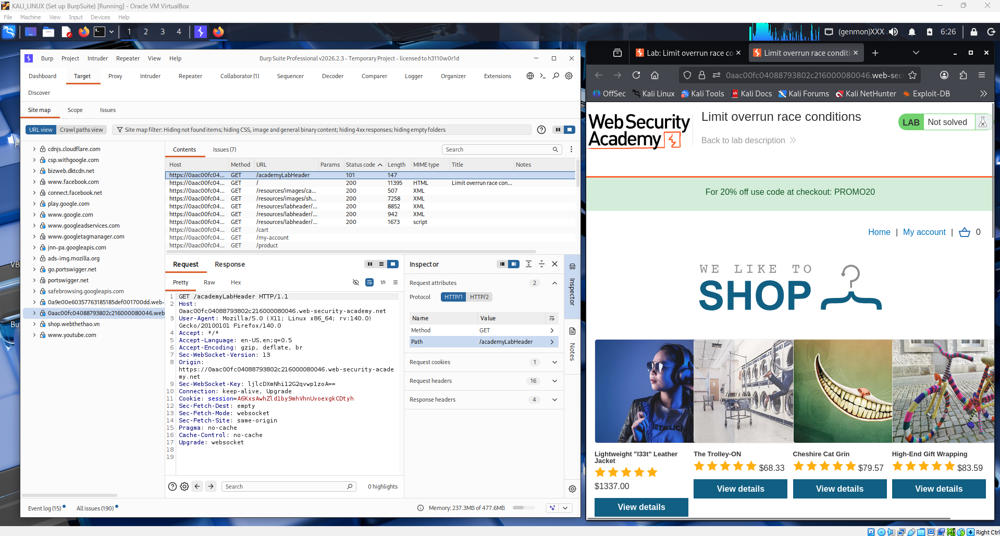 KALI_LINUX (Set up BurpSuite) [Running] - Oracle VM VirtualBox
File Machine View Input Devices Help
1 2 3 4 (genmon)XXX 6:26
Burp Project Intruder Repeater View Help Burp Suite Professional v2026.2.3 - Temporary Project - licensed to h3110w0r1d
Dashboard Target Proxy Intruder Repeater Collaborator (1) Sequencer Decoder Comparer Logger Organizer Extensions
Discover
Site map Scope Issues
URL view Crawl paths view Site map filter: Hiding not found items; hiding CSS, image and general binary content; hiding 4xx responses; hiding empty folders
cdnjs.cloudflare.com
csp.withgoogle.com
bizweb.dktcdn.net
www.facebook.com
connect.facebook.net
play.google.com
www.google.com
www.googleadservices.com
www.googletagmanager.com
jnn-pa.googleapis.com
ads-img.mozilla.org
go.portswigger.net
portswigger.net
safebrowsing.googleapis.com
0a9e00e60357763185185def001700dd.web-
0aac00fc04088793802c216000080046.web
shop.webthethao.vn
www.youtube.com
Contents Issues (7) Search
Host Method URL Params Status code Length MIME type Title Notes
https://0aac00fc04... GET /academyLabHeader 101 147
https://0aac00fc04... GET / 200 11395 HTML Limit overrun race con...
https://0aac00fc04... GET /resources/images/ca... 200 507 XML
https://0aac00fc04... GET /resources/images/sh... 200 7258 XML
https://0aac00fc04... GET /resources/labheader/... 200 8852 XML
https://0aac00fc04... GET /resources/labheader/... 200 942 XML
https://0aac00fc04... GET /resources/labheader/... 200 1673 script
https://0aac00fc04... GET /cart
https://0aac00fc04... GET /my-account
https://0aac00fc04... GET /product
Request Response
Pretty Raw Hex \n
1 GET /academyLabHeader HTTP/1.1
2 Host:
0aac00fc04088793802c216000080046.web-security-academy.net
3 User-Agent: Mozilla/5.0 (X11; Linux x86_64; rv:140.0)
Gecko/20100101 Firefox/140.0
4 Accept: */*
5 Accept-Language: en-US,en;q=0.5
6 Accept-Encoding: gzip, deflate, br
7 Sec-WebSocket-Version: 13
8 Origin:
https://0aac00fc04088793802c216000080046.web-security-acade
my.net
9 Sec-WebSocket-Key: ljlcDXmNhi12G2qvwp1zoA==
10 Connection: keep-alive, Upgrade
11 Cookie: session=A6KxsAwhZld1by9mhVhnUvoexgkCDtyh
12 Sec-Fetch-Dest: empty
13 Sec-Fetch-Mode: websocket
14 Sec-Fetch-Site: same-origin
15 Pragma: no-cache
16 Cache-Control: no-cache
17 Upgrade: websocket
18
19
Search 0 highlights
Inspector
Request attributes 2
Protocol HTTP/1 HTTP/2
Name Value
Method GET
Path /academyLabHeader
Request cookies 1
Request headers 16
Response headers 4
Inspector
Notes
Event log (15) All issues (190) Memory: 237.3MB of 477.6MB
VB
Bu
Lab: Limit overrun race co Limit overrun race conditi
0aac00fc04088793802c216000080046.web-sec
OffSec Kali Linux Kali Tools Kali Docs Kali Forums Kali NetHunter Exploit-DB
Web Security
Academy
Limit overrun race conditions
Back to lab description
LAB Not solved
For 20% off use code at checkout: PROMO20
Home | My account | 0
WE LIKE TO
SHOP
METALLICA
Lightweight "l33t" Leather
Jacket
$1337.00
View details
The Trolley-ON
$68.33
View details
Cheshire Cat Grin
$79.57
View details
High-End Gift Wrapping
$83.59
View details
Right Ctrl